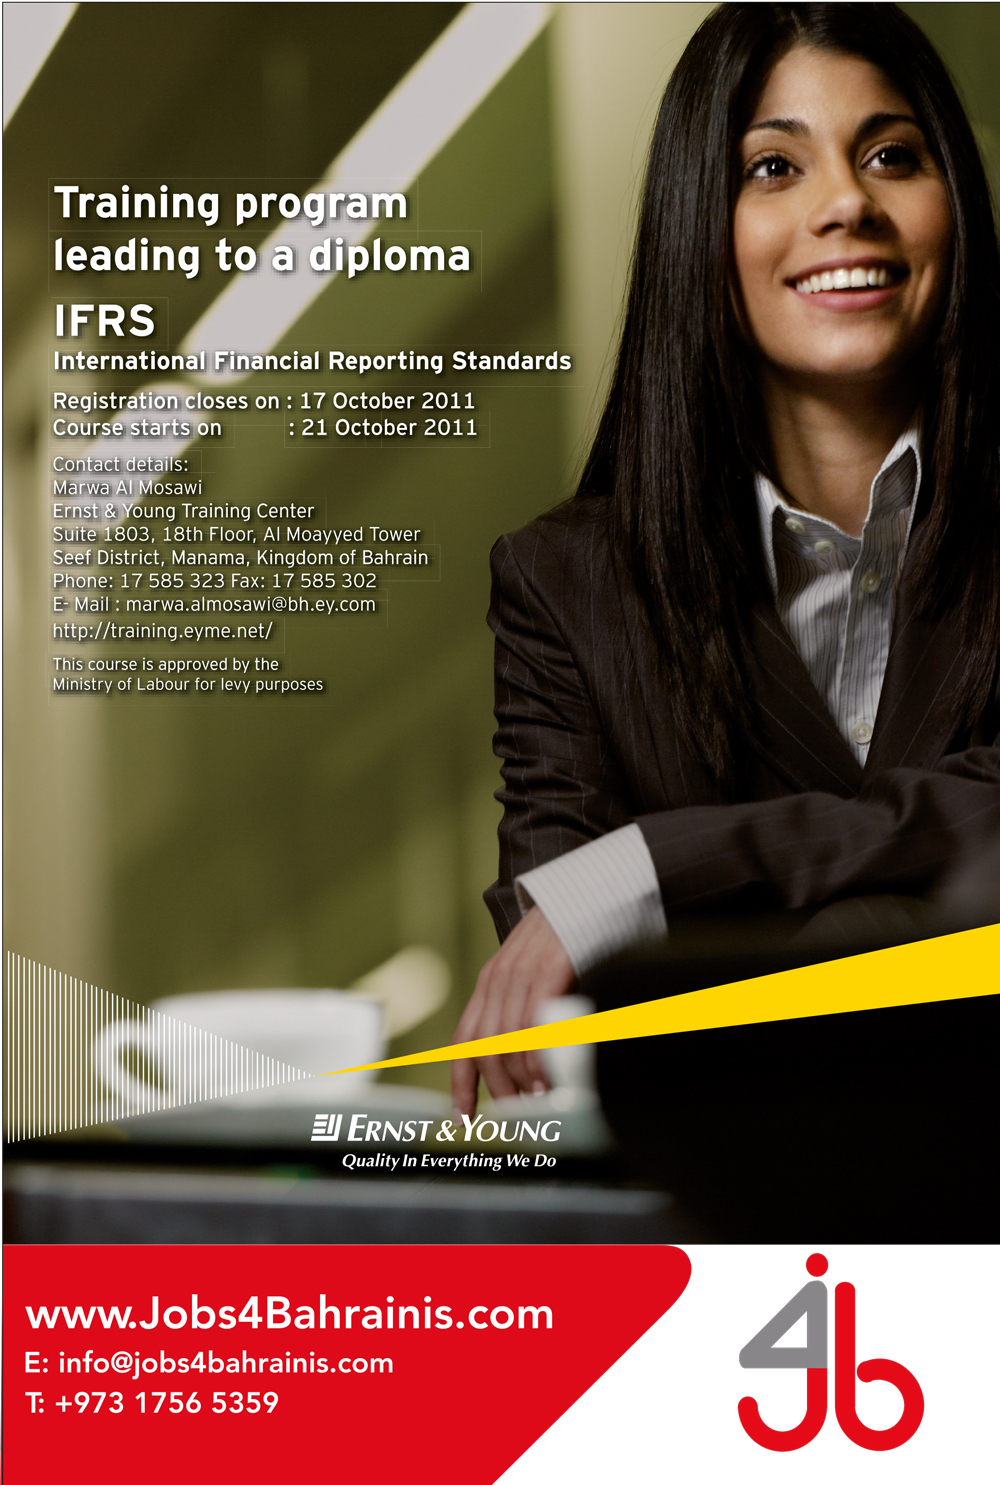 Training program
leading to a diploma
IFRS
International Financial Reporting Standards
Registration closes on : 17 October 2011
Course starts on : 21 October 2011
Contact details:
Marwa Al Mosawi
Ernst & Young Training Center
Suite 1803, 18th Floor, Al Moayyed Tower
Seef District, Manama, Kingdom of Bahrain
Phone: 17 585 323 Fax: 17 585 302
E- Mail : marwa.almosawi@bh.ey.com
http://training.eyme.net/
This course is approved by the
Ministry of Labour for levy purposes
EY ERNST & YOUNG
Quality In Everything We Do
www.Jobs4Bahrainis.com
E: info@jobs4bahrainis.com
T: +973 1756 5359
j4b